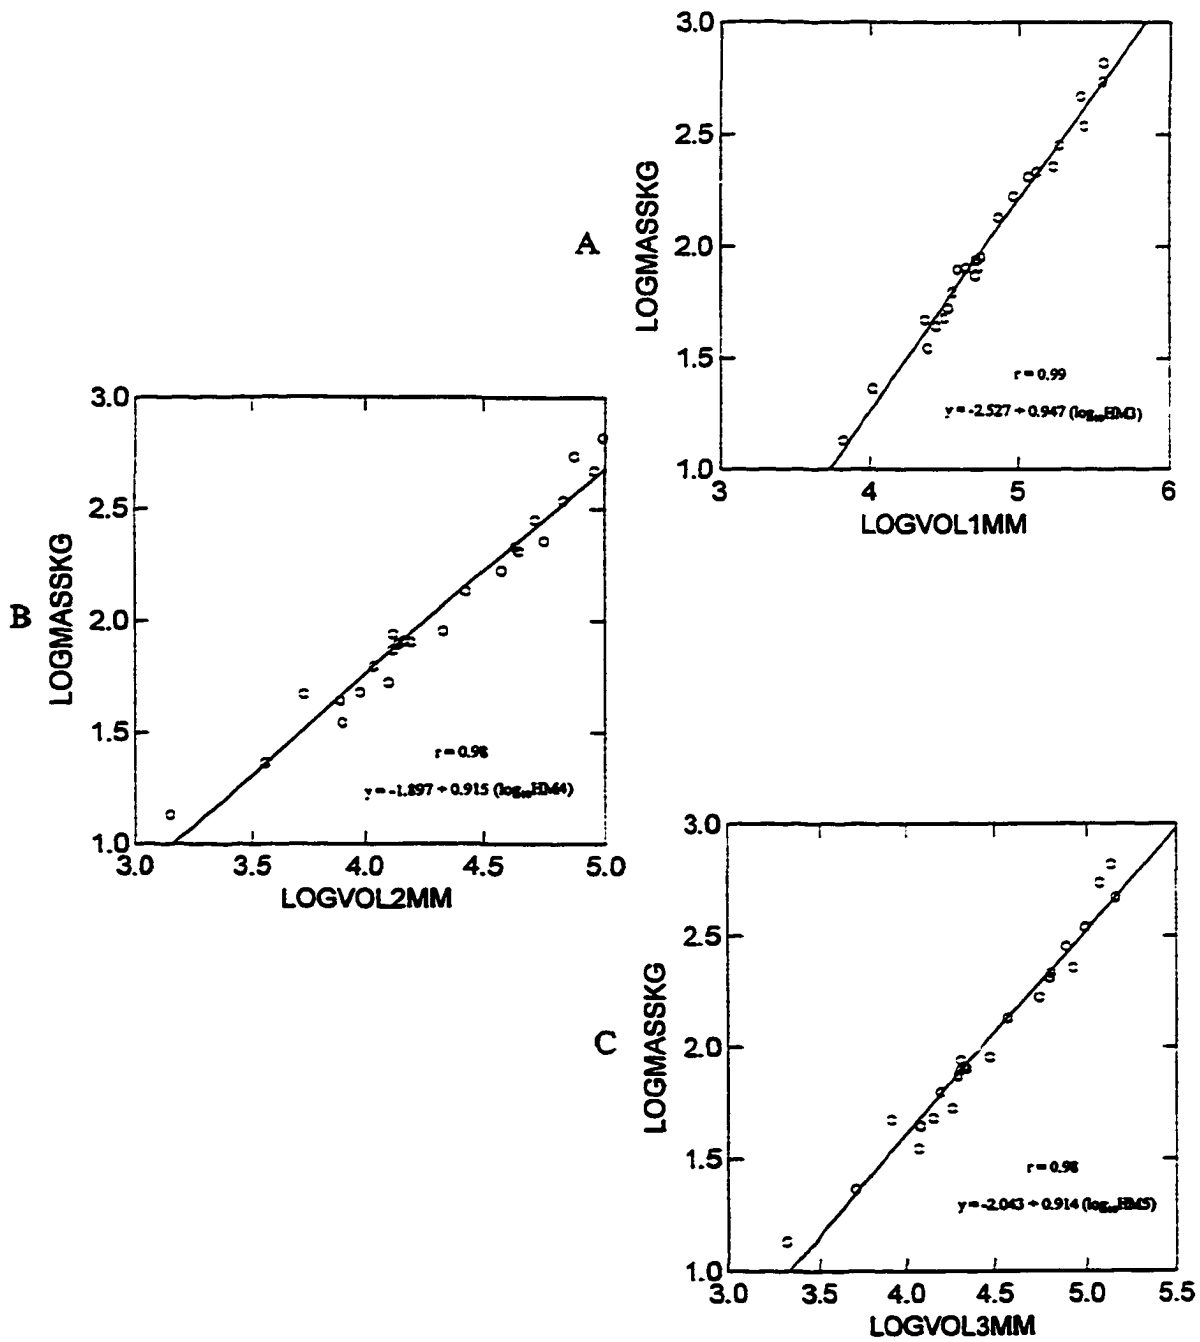 A
LOGMASSKG
3.0
2.5
2.0
1.5
1.0
3 4 5 6
LOGVOL1MM
r = 0.99
y = -2.527 + 0.947 (log₁₀HM3)
B
LOGMASSKG
3.0
2.5
2.0
1.5
1.0
3.0 3.5 4.0 4.5 5.0
LOGVOL2MM
r = 0.98
y = -1.897 + 0.915 (log₁₀HM4)
C
LOGMASSKG
3.0
2.5
2.0
1.5
1.0
3.0 3.5 4.0 4.5 5.0 5.5
LOGVOL3MM
r = 0.98
y = -2.043 + 0.914 (log₁₀HM5)